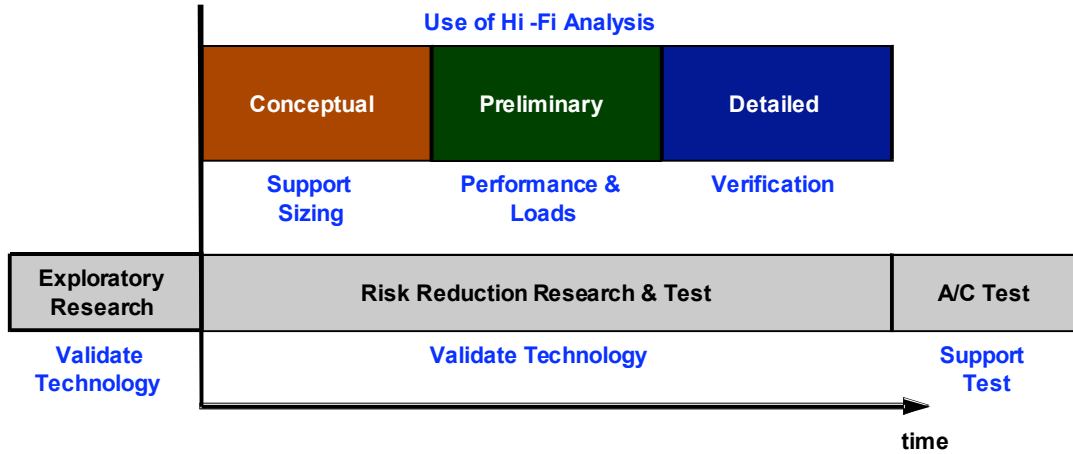 Use of Hi -Fi Analysis
Conceptual
Preliminary
Detailed
Support
Sizing
Performance &
Loads
Verification
Exploratory
Research
Risk Reduction Research & Test
A/C Test
Validate
Technology
Validate Technology
Support
Test
time